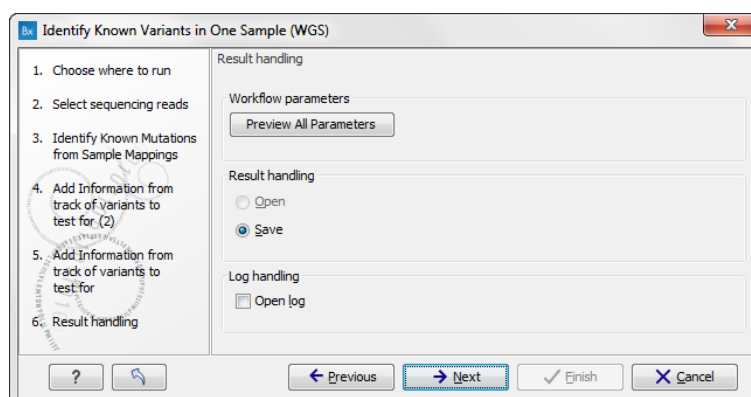 Bx Identify Known Variants in One Sample (WGS)
X
1. Choose where to run
2. Select sequencing reads
3. Identify Known Mutations
from Sample Mappings
4. Add Information from
track of variants to
test for (2)
5. Add Information from
track of variants to
test for
6. Result handling
Result handling
Workflow parameters
Preview All Parameters
Result handling
Open
Save
Log handling
Open log
?
Previous
Next
Finish
Cancel